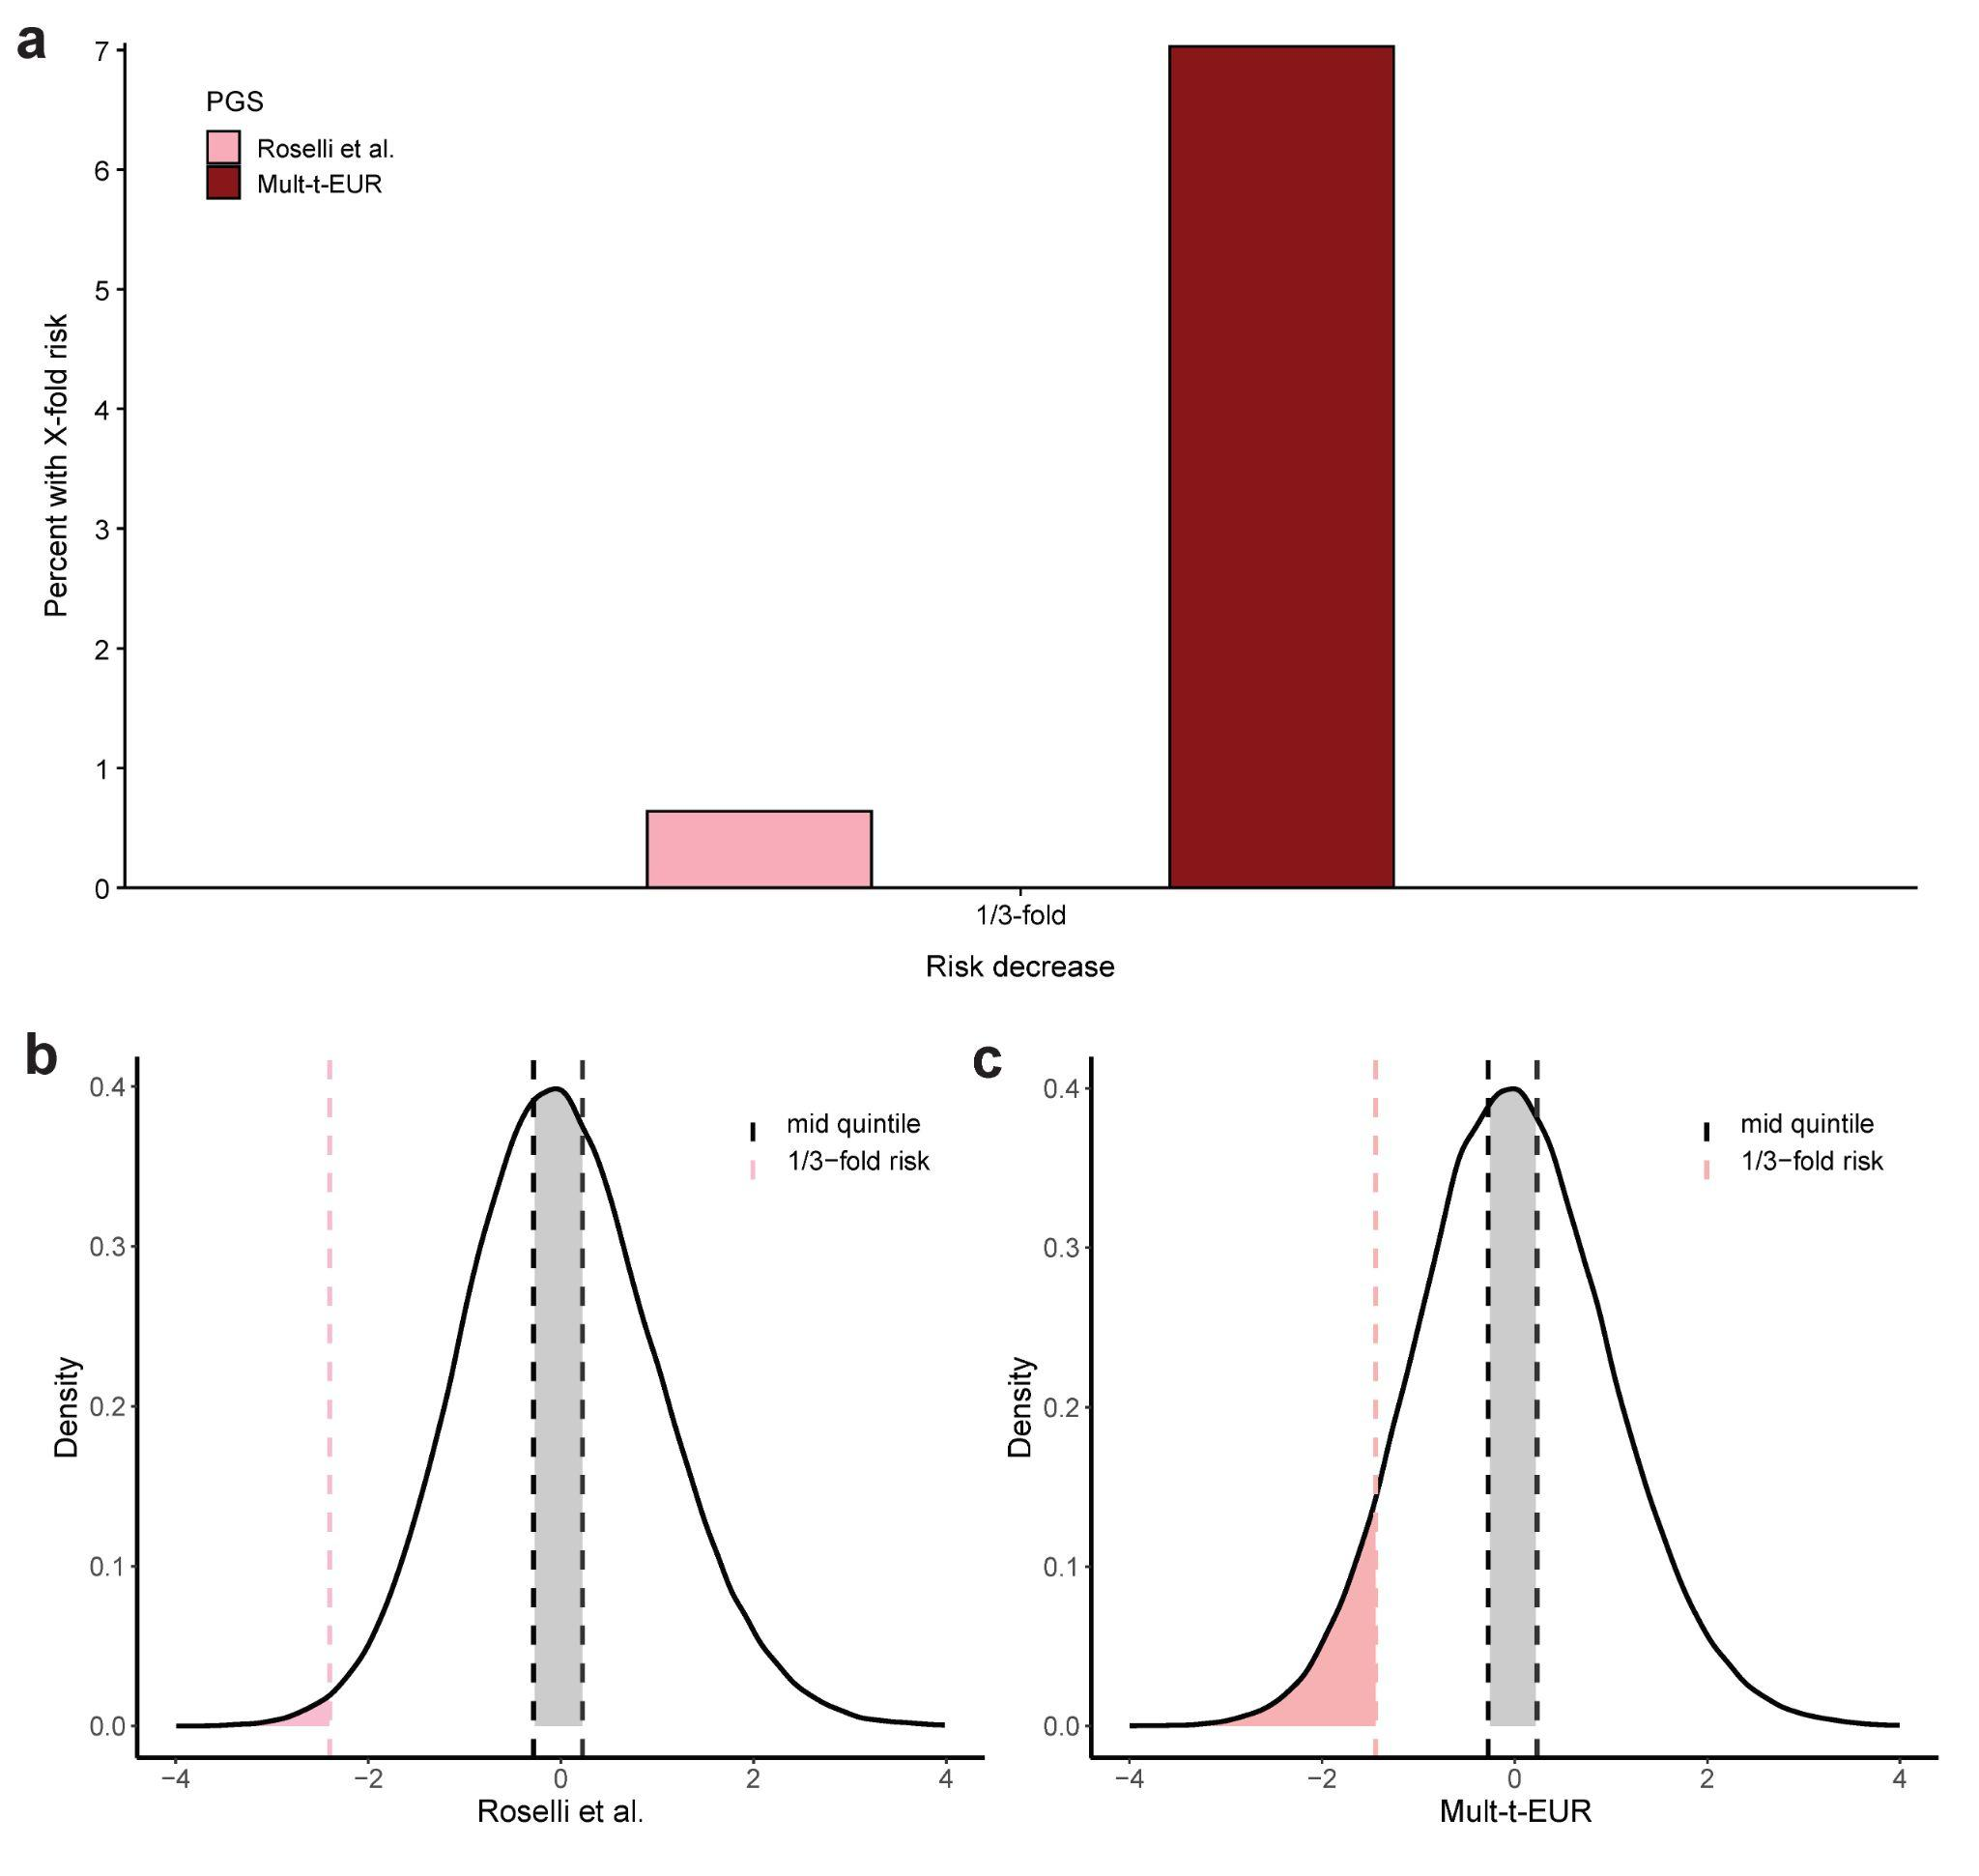 a
7
6
5
4
3
2
1
0
Percent with X-fold risk
PGS
Roselli et al.
Mult-t-EUR
1/3-fold
Risk decrease
b
0.4
0.3
0.2
0.1
0.0
Density
mid quintile
1/3−fold risk
−4 −2 0 2 4
Roselli et al.
c
0.4
0.3
0.2
0.1
0.0
Density
mid quintile
1/3−fold risk
−4 −2 0 2 4
Mult-t-EUR